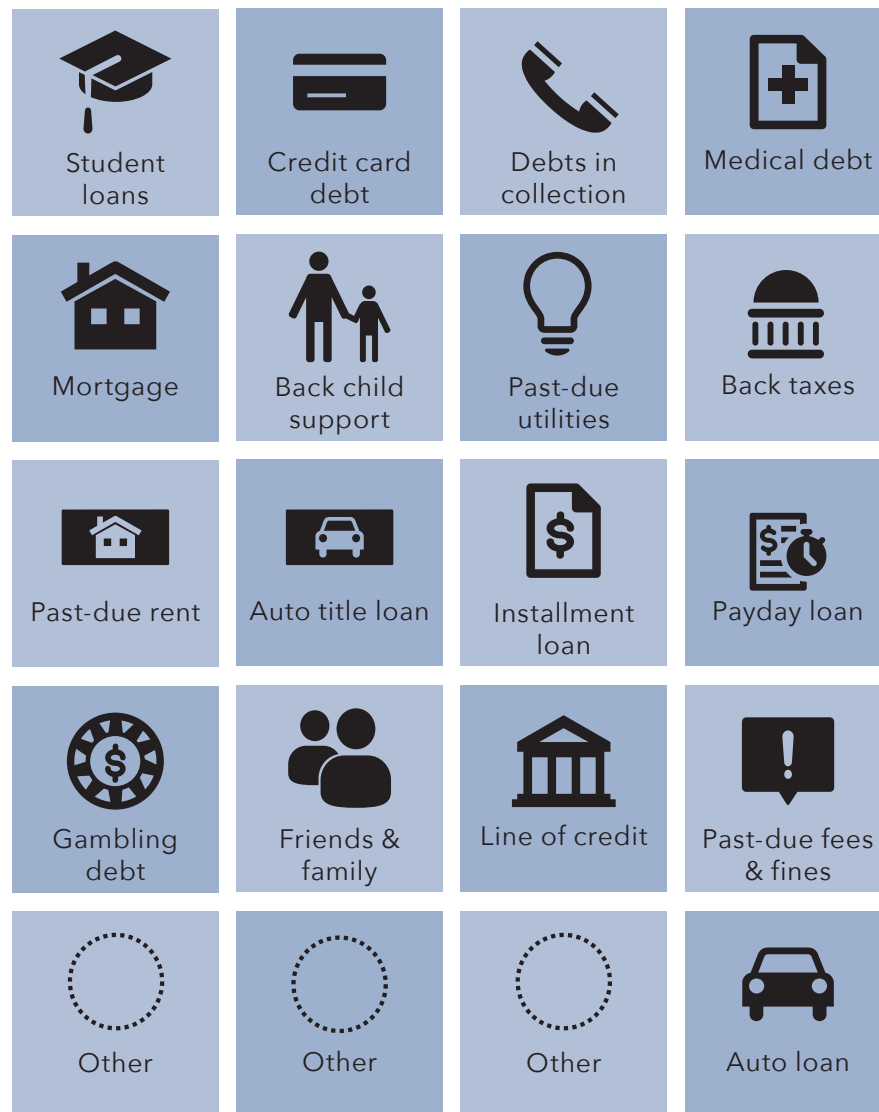 Student
loans
Credit card
debt
Debts in
collection
Medical debt
Mortgage
Back child
support
Past-due
utilities
Back taxes
Past-due rent
Auto title loan
$
Installment
loan
$
Payday loan
$
Gambling
debt
Friends &
family
Line of credit
!
Past-due fees
& fines
Other
Other
Other
Auto loan